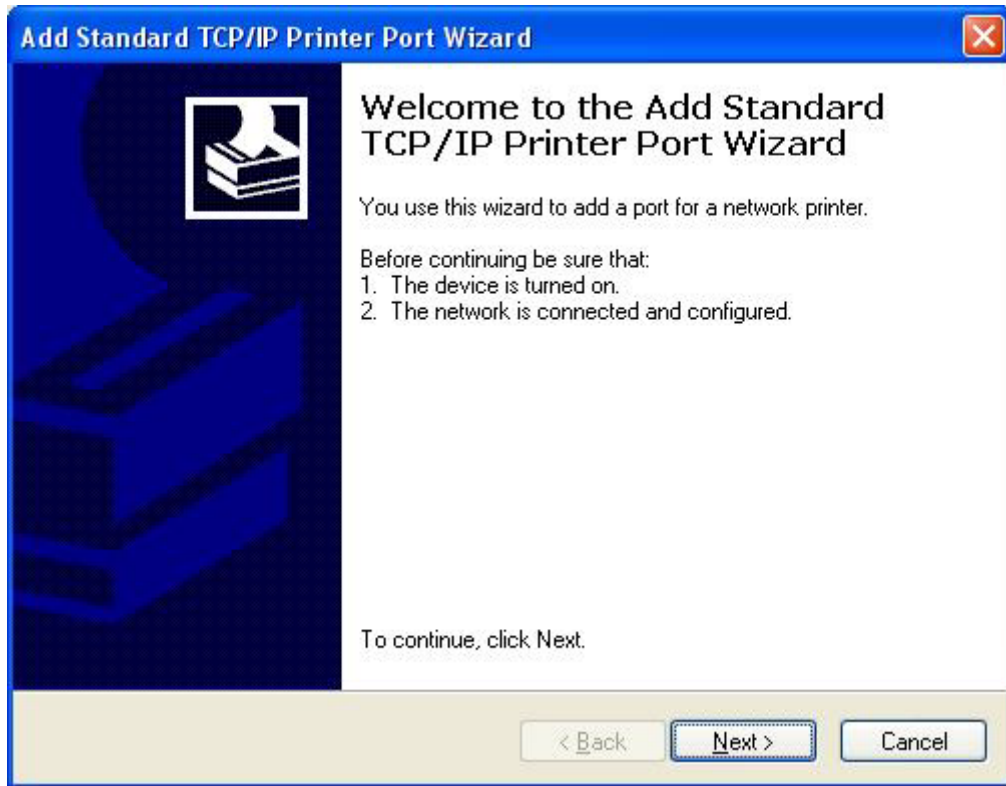 Add Standard TCP/IP Printer Port Wizard
Welcome to the Add Standard
TCP/IP Printer Port Wizard
You use this wizard to add a port for a network printer.
Before continuing be sure that:
1. The device is turned on.
2. The network is connected and configured.
To continue, click Next.
< Back
Next >
Cancel